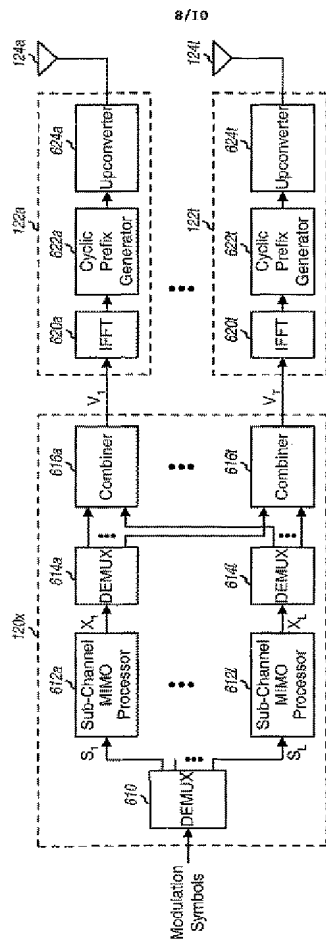 8/10
120x
Modulation
Symbols
610
DEMUX
S1
SL
612a
Sub-Channel
MIMO
Processor
612l
Sub-Channel
MIMO
Processor
X1
XL
614a
DEMUX
614l
DEMUX
616a
Combiner
616t
Combiner
V1
VT
122a
620a
IFFT
622a
Cyclic
Prefix
Generator
624a
Upconverter
124a
122t
620t
IFFT
622t
Cyclic
Prefix
Generator
624t
Upconverter
124t